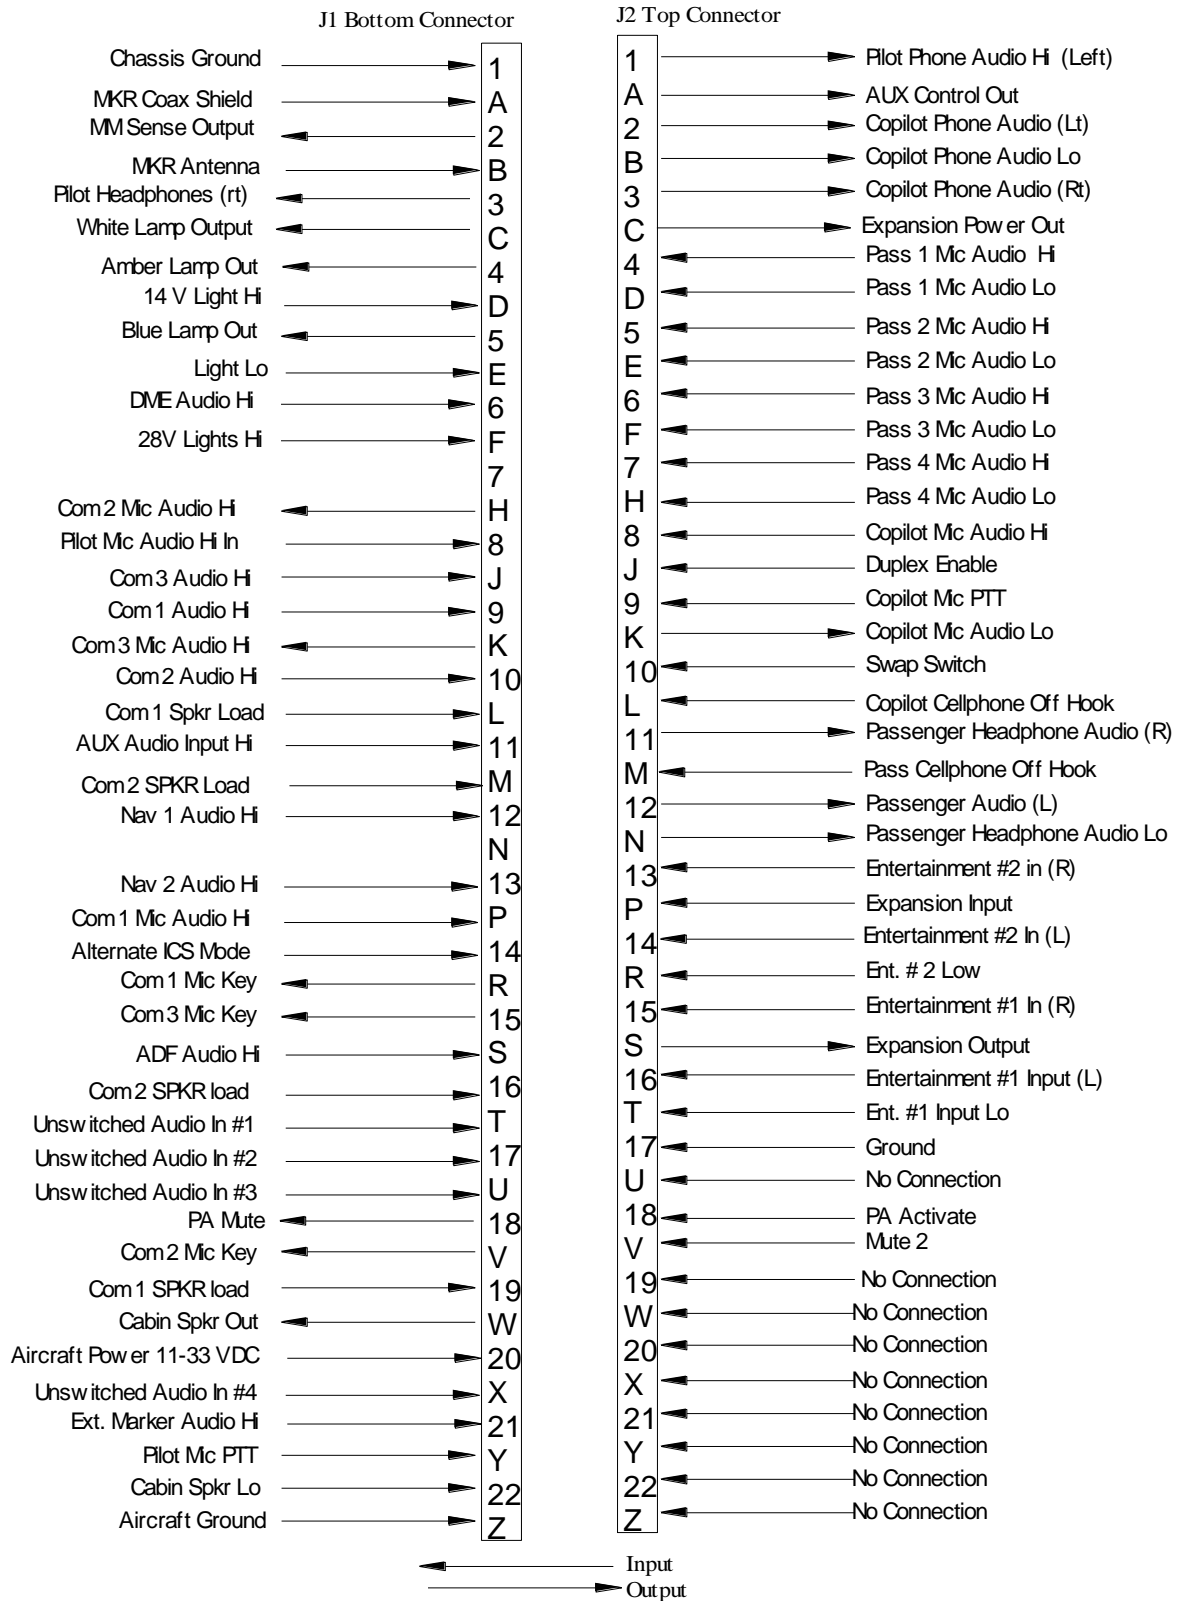 J1 Bottom Connector
Chassis Ground 1
MKR Coax Shield A
MM Sense Output 2
MKR Antenna B
Pilot Headphones (rt) 3
White Lamp Output C
Amber Lamp Out 4
14 V Light Hi D
Blue Lamp Out 5
Light Lo E
DME Audio Hi 6
28V Lights Hi F
7
Com 2 Mic Audio Hi H
Pilot Mic Audio Hi In 8
Com 3 Audio Hi J
Com 1 Audio Hi 9
Com 3 Mic Audio Hi K
Com 2 Audio Hi 10
Com 1 Spkr Load L
AUX Audio Input Hi 11
Com 2 SPKR Load M
Nav 1 Audio Hi 12
N
Nav 2 Audio Hi 13
Com 1 Mic Audio Hi P
Alternate ICS Mode 14
Com 1 Mic Key R
Com 3 Mic Key 15
ADF Audio Hi S
Com 2 SPKR load 16
Unswitched Audio In #1 T
Unswitched Audio In #2 17
Unswitched Audio In #3 U
PA Mute 18
Com 2 Mic Key V
Com 1 SPKR load 19
Cabin Spkr Out W
Aircraft Power 11-33 VDC 20
Unswitched Audio In #4 X
Ext. Marker Audio Hi 21
Pilot Mic PTT Y
Cabin Spkr Lo 22
Aircraft Ground Z
J2 Top Connector
1 Pilot Phone Audio Hi (Left)
A AUX Control Out
2 Copilot Phone Audio (Lt)
B Copilot Phone Audio Lo
3 Copilot Phone Audio (Rt)
C Expansion Power Out
4 Pass 1 Mic Audio Hi
D Pass 1 Mic Audio Lo
5 Pass 2 Mic Audio Hi
E Pass 2 Mic Audio Lo
6 Pass 3 Mic Audio Hi
F Pass 3 Mic Audio Lo
7 Pass 4 Mic Audio Hi
H Pass 4 Mic Audio Lo
8 Copilot Mic Audio Hi
J Duplex Enable
9 Copilot Mic PTT
K Copilot Mic Audio Lo
10 Swap Switch
L Copilot Cellphone Off Hook
11 Passenger Headphone Audio (R)
M Pass Cellphone Off Hook
12 Passenger Audio (L)
N Passenger Headphone Audio Lo
13 Entertainment #2 in (R)
P Expansion Input
14 Entertainment #2 In (L)
R Ent. # 2 Low
15 Entertainment #1 In (R)
S Expansion Output
16 Entertainment #1 Input (L)
T Ent. #1 Input Lo
17 Ground
U No Connection
18 PA Activate
V Mute 2
19 No Connection
W No Connection
20 No Connection
X No Connection
21 No Connection
Y No Connection
22 No Connection
Z No Connection
Input
Output